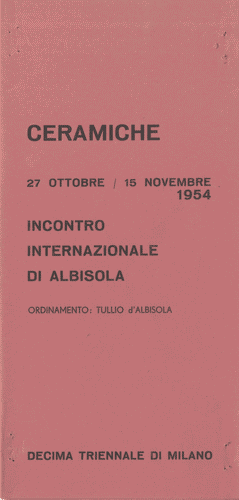 CERAMICHE
27 OTTOBRE / 15 NOVEMBRE
1954
INCONTRO
INTERNAZIONALE
DI ALBISOLA
ORDINAMENTO: TULLIO d'ALBISOLA
DECIMA TRIENNALE DI MILANO